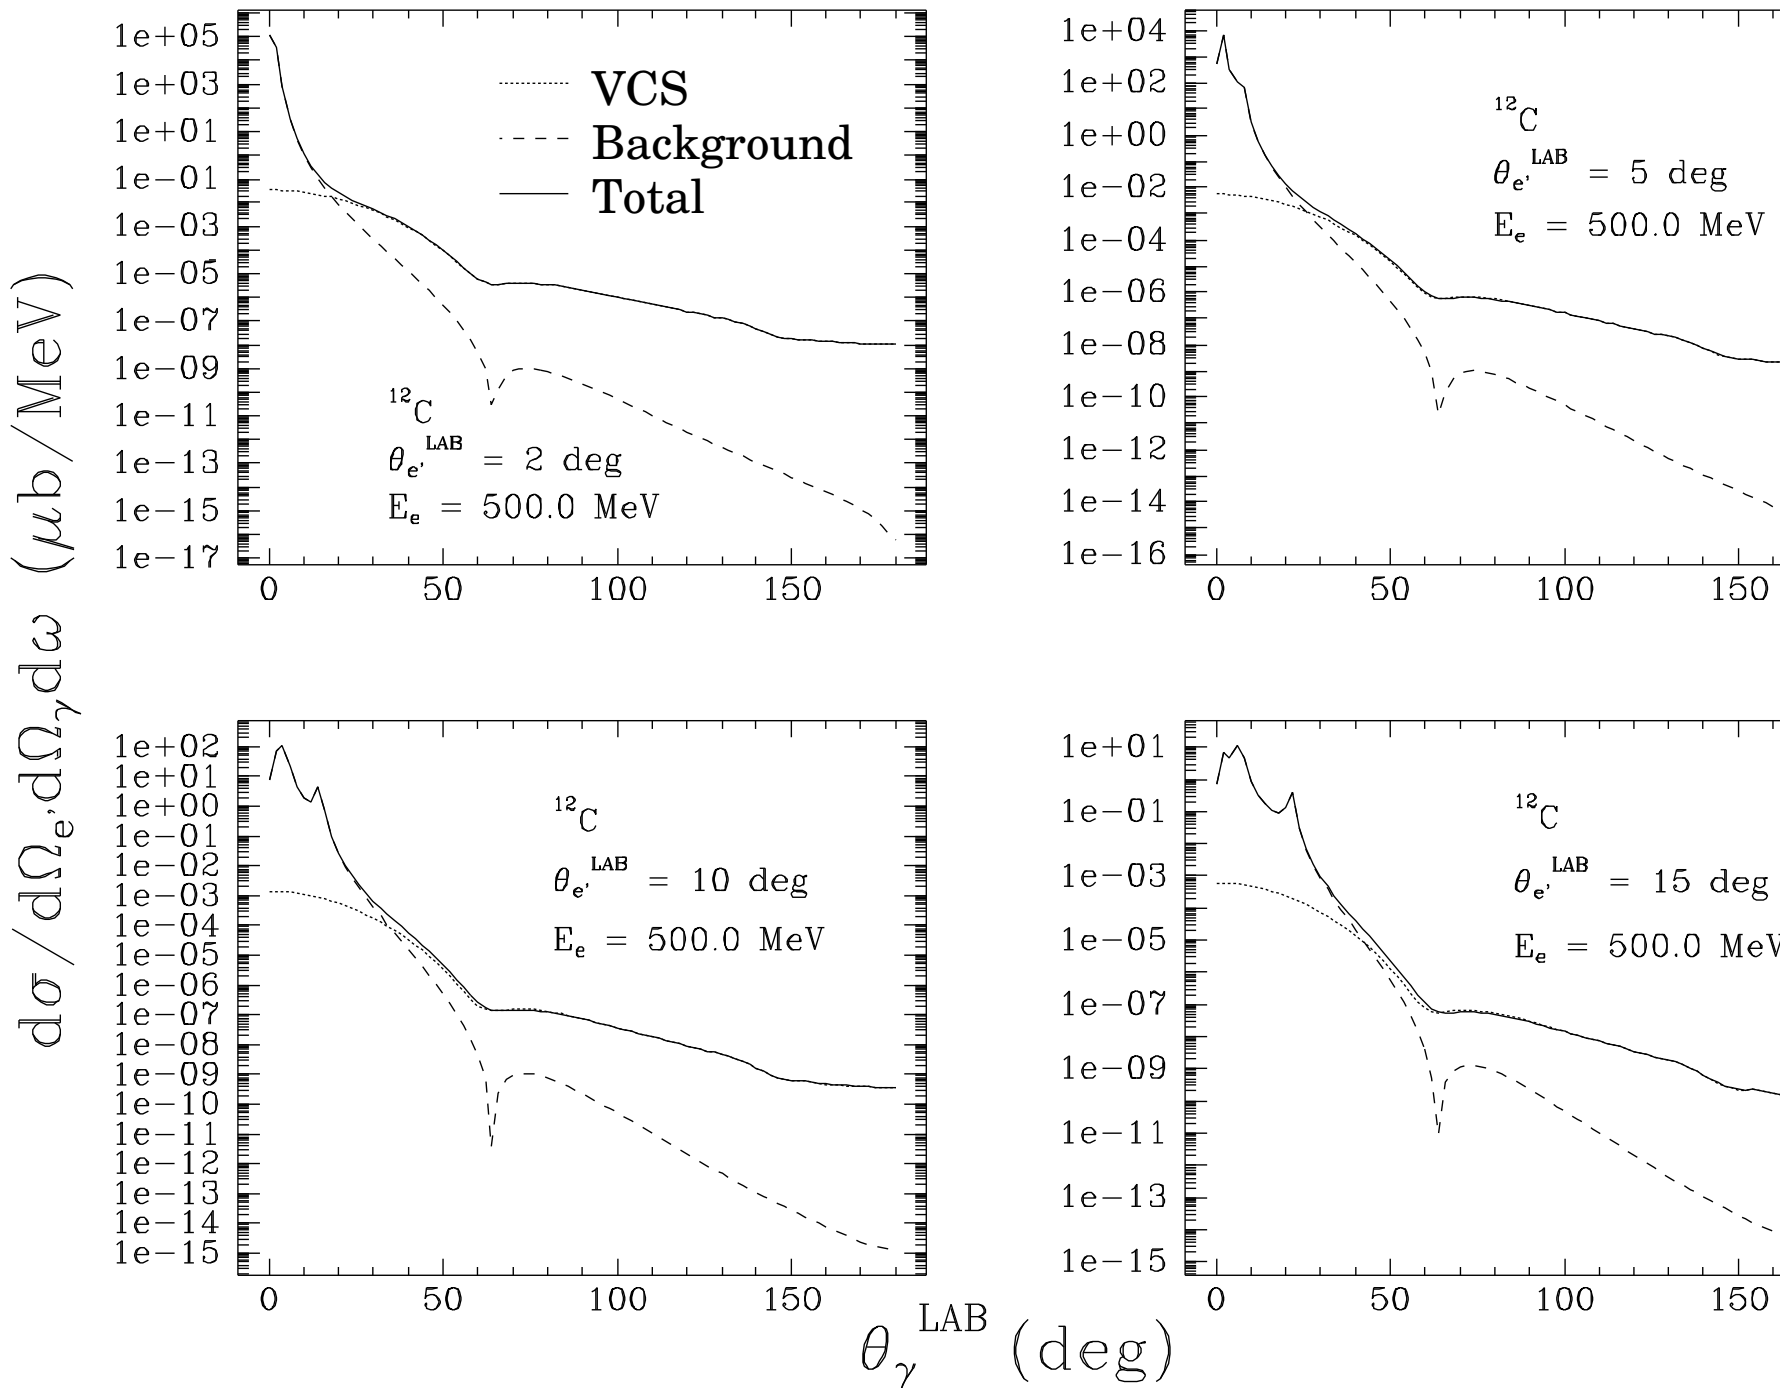 dσ/dΩe'dΩγdω (μb/MeV)
1e+05
1e+03
1e+01
1e−01
1e−03
1e−05
1e−07
1e−09
1e−11
1e−13
1e−15
1e−17
VCS
Background
Total
12C
θe' LAB = 2 deg
Ee = 500.0 MeV
0 50 100 150
1e+04
1e+02
1e+00
1e−02
1e−04
1e−06
1e−08
1e−10
1e−12
1e−14
1e−16
12C
θe' LAB = 5 deg
Ee = 500.0 MeV
0 50 100 150
1e+02
1e+01
1e+00
1e−01
1e−02
1e−03
1e−04
1e−05
1e−06
1e−07
1e−08
1e−09
1e−10
1e−11
1e−12
1e−13
1e−14
1e−15
12C
θe' LAB = 10 deg
Ee = 500.0 MeV
0 50 100 150
1e+01
1e−01
1e−03
1e−05
1e−07
1e−09
1e−11
1e−13
1e−15
12C
θe' LAB = 15 deg
Ee = 500.0 MeV
0 50 100 150
θγ LAB (deg)